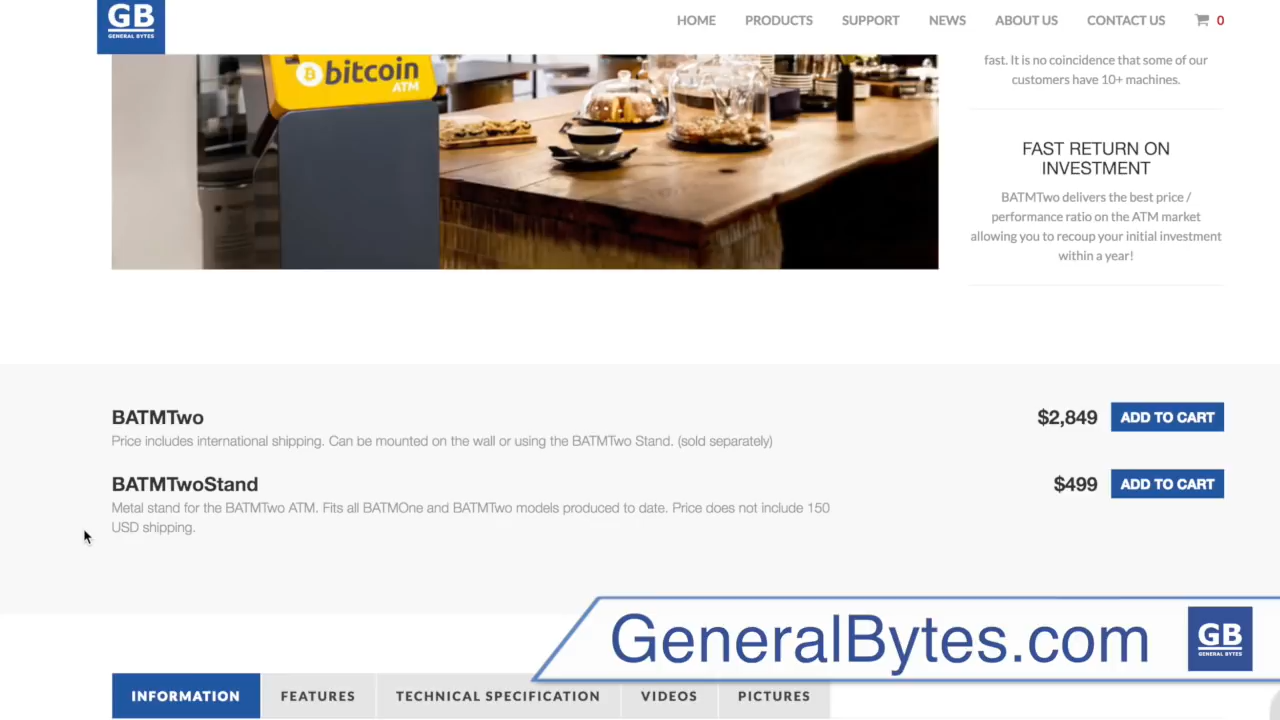 GB
GENERAL BYTES
HOME PRODUCTS SUPPORT NEWS ABOUT US CONTACT US 0
bitcoin
ATM
fast. It is no coincidence that some of our
customers have 10+ machines.
FAST RETURN ON
INVESTMENT
BATMTwo delivers the best price /
performance ratio on the ATM market
allowing you to recoup your initial investment
within a year!
BATMTwo $2,849 ADD TO CART
Price includes international shipping. Can be mounted on the wall or using the BATMTwo Stand. (sold separately)
BATMTwoStand $499 ADD TO CART
Metal stand for the BATMTwo ATM. Fits all BATMOne and BATMTwo models produced to date. Price does not include 150
USD shipping.
GeneralBytes.com
GB
GENERAL BYTES
INFORMATION FEATURES TECHNICAL SPECIFICATION VIDEOS PICTURES